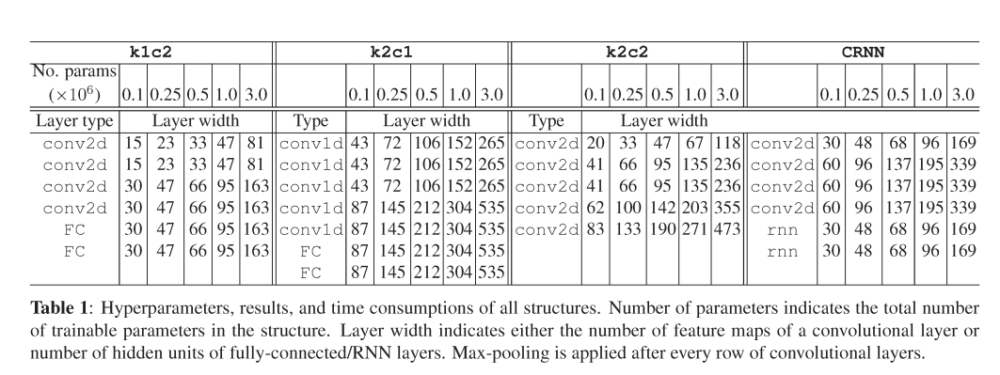 k1c2 k2c1 k2c2 CRNN
No. params
(×10⁶) 0.1 0.25 0.5 1.0 3.0 0.1 0.25 0.5 1.0 3.0 0.1 0.25 0.5 1.0 3.0 0.1 0.25 0.5 1.0 3.0
Layer type Layer width Type Layer width Type Layer width
conv2d 15 23 33 47 81 conv1d 43 72 106 152 265 conv2d 20 33 47 67 118 conv2d 30 48 68 96 169
conv2d 15 23 33 47 81 conv1d 43 72 106 152 265 conv2d 41 66 95 135 236 conv2d 60 96 137 195 339
conv2d 30 47 66 95 163 conv1d 43 72 106 152 265 conv2d 41 66 95 135 236 conv2d 60 96 137 195 339
conv2d 30 47 66 95 163 conv1d 87 145 212 304 535 conv2d 62 100 142 203 355 conv2d 60 96 137 195 339
FC 30 47 66 95 163 conv1d 87 145 212 304 535 conv2d 83 133 190 271 473 rnn 30 48 68 96 169
FC 30 47 66 95 163 FC 87 145 212 304 535 rnn 30 48 68 96 169
FC 87 145 212 304 535
Table 1: Hyperparameters, results, and time consumptions of all structures. Number of parameters indicates the total number
of trainable parameters in the structure. Layer width indicates either the number of feature maps of a convolutional layer or
number of hidden units of fully-connected/RNN layers. Max-pooling is applied after every row of convolutional layers.